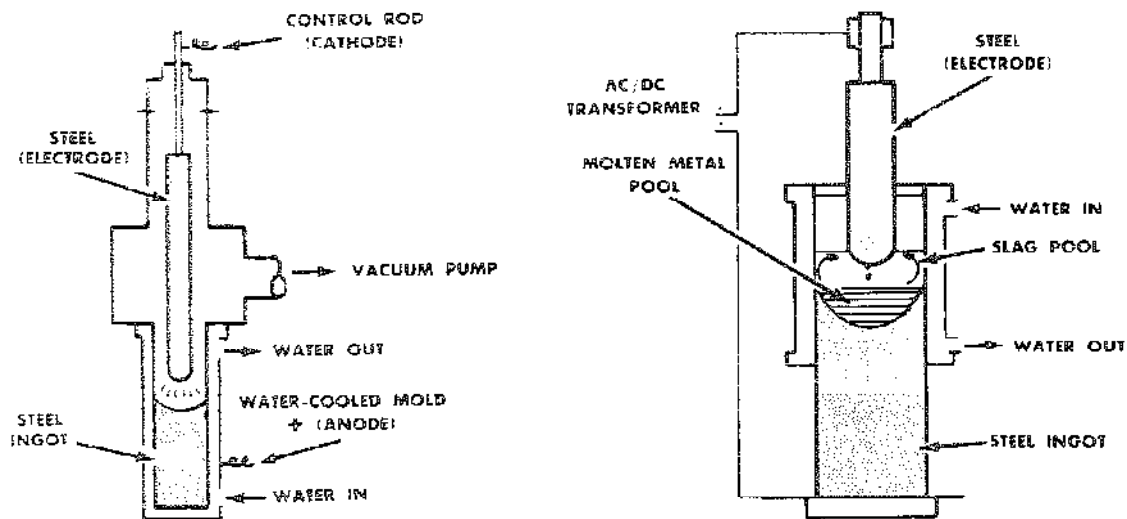 CONTROL ROD
(CATHODE)
STEEL
(ELECTRODE)
VACUUM PUMP
WATER OUT
WATER-COOLED MOLD
+ (ANODE)
STEEL
INGOT
WATER IN
STEEL
(ELECTRODE)
AC/DC
TRANSFORMER
MOLTEN METAL
POOL
WATER IN
SLAG POOL
WATER OUT
STEEL INGOT